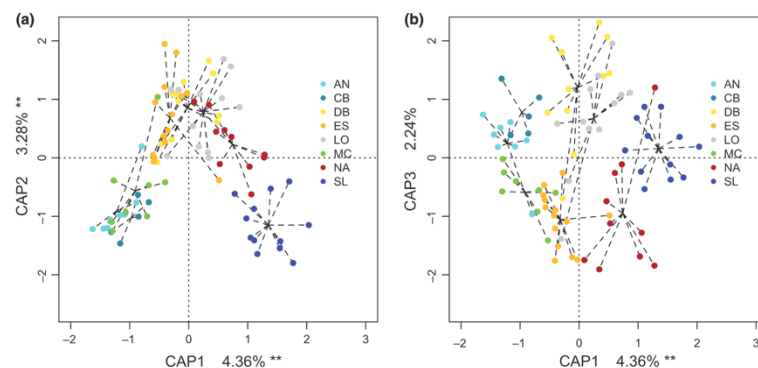 (a)
CAP2 3.28% **
2
1
0
−1
−2
AN
CB
DB
ES
LO
MC
NA
SL
−2 −1 0 1 2 3
CAP1 4.36% **
(b)
CAP3 2.24%
2
1
0
−1
−2
AN
CB
DB
ES
LO
MC
NA
SL
−2 −1 0 1 2 3
CAP1 4.36% **